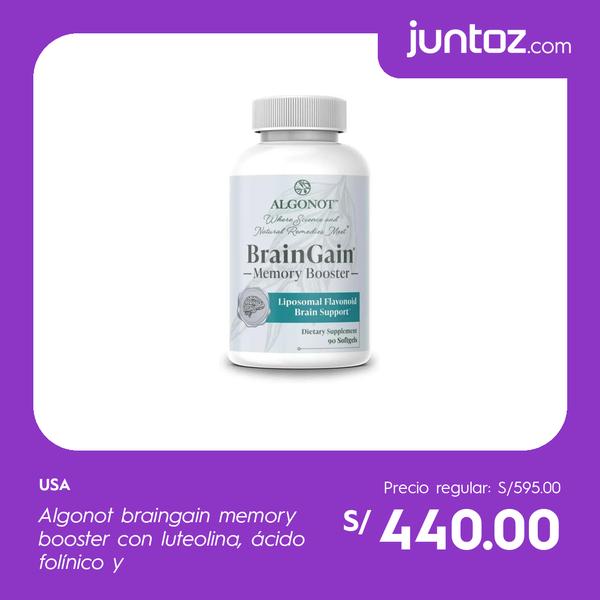 juntoz.com
ALGONOT™
Where Science and
Natural Remedies Meet®
BrainGain®
Memory Booster
Liposomal Flavonoid
Brain Support*
Dietary Supplement
90 Softgels
USA
Algonot braingain memory
booster con luteolina, ácido
folínico y
Precio regular: S/595.00
S/ 440.00